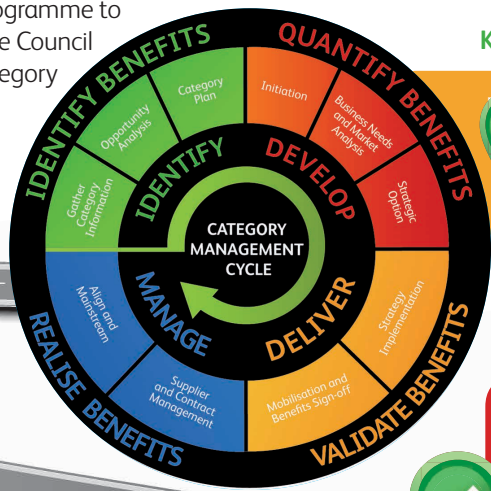 ogramme to
e Council
egory
K
IDENTIFY BENEFITS
QUANTIFY BENEFITS
VALIDATE BENEFITS
REALISE BENEFITS
IDENTIFY
Gather
Category
Information
Opportunity
Analysis
Category
Plan
DEVELOP
Initiation
Business Needs
and Market
Analysis
Strategic
Option
DELIVER
Strategy
Implementation
Mobilisation and
Benefits Sign-off
MANAGE
Supplier
and Contract
Management
Align and
Mainstream
CATEGORY
MANAGEMENT
CYCLE